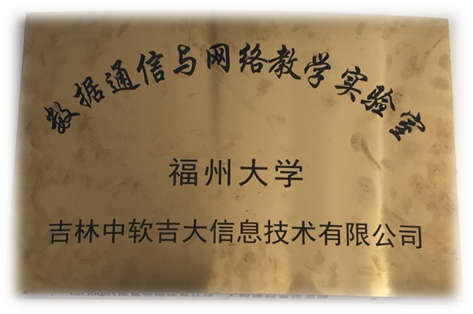 数据通信与网络教学实验室
福州大学
吉林中软吉大信息技术有限公司